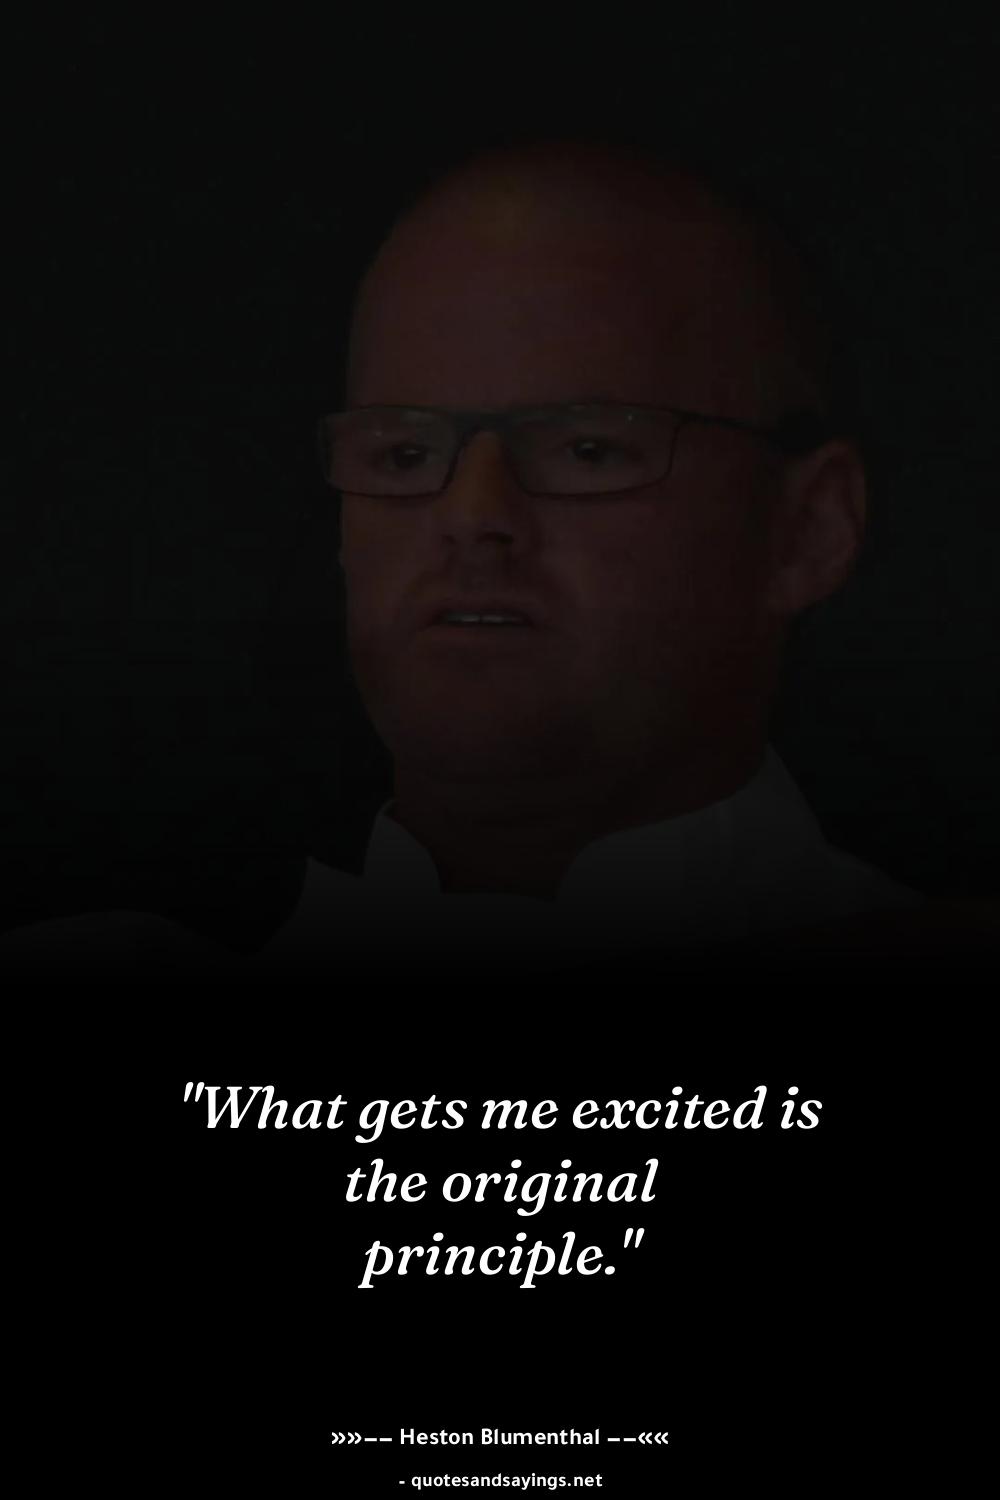 "What gets me excited is
the original
principle."
»»–– Heston Blumenthal ––««
- quotesandsayings.net